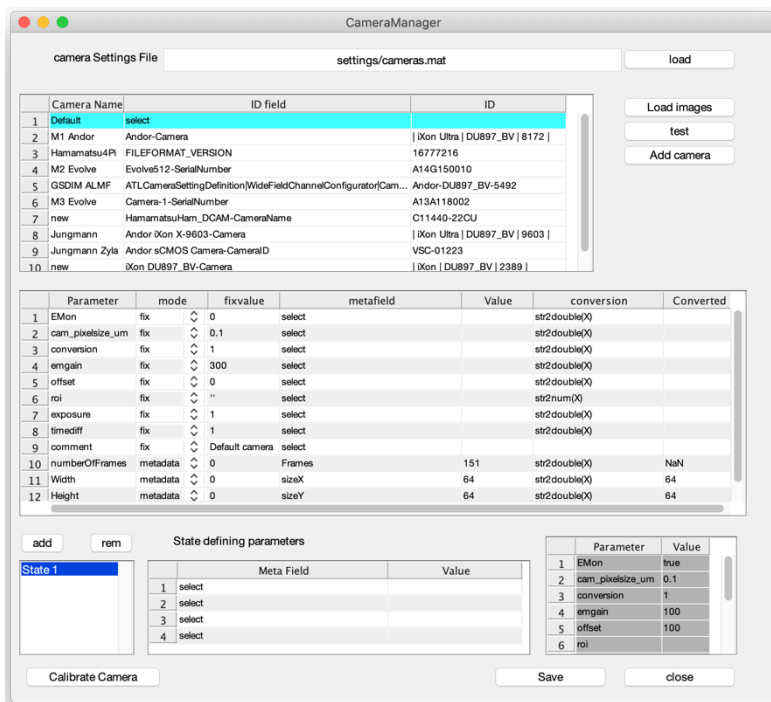 CameraManager
camera Settings File settings/cameras.mat load
Camera Name ID field ID
1 Default select
2 M1 Andor Andor-Camera | iXon Ultra | DU897_BV | 8172 |
3 Hamamatsu4Pi FILEFORMAT_VERSION 16777216
4 M2 Evolve Evolve512-SerialNumber A14G150010
5 GSDIM ALMF ATLCameraSettingDefinition|WideFieldChannelConfigurator|Cam... Andor-DU897_BV-5492
6 M3 Evolve Camera-1-SerialNumber A13A118002
7 new HamamatsuHam_DCAM-CameraName C11440-22CU
8 Jungmann Andor iXon X-9603-Camera | iXon Ultra | DU897_BV | 9603 |
9 Jungmann Zyla Andor sCMOS Camera-CameraID VSC-01223
10 new iXon DU897_BV-Camera | iXon | DU897_BV | 2389 |
Load images
test
Add camera
Parameter mode fixvalue metafield Value conversion Converted
1 EMon fix 0 select str2double(X)
2 cam_pixelsize_um fix 0.1 select str2double(X)
3 conversion fix 1 select str2double(X)
4 emgain fix 300 select str2double(X)
5 offset fix 0 select str2double(X)
6 roi fix '' select str2num(X)
7 exposure fix 1 select str2double(X)
8 timediff fix 1 select str2double(X)
9 comment fix Default camera select
10 numberOfFrames metadata 0 Frames 151 str2double(X) NaN
11 Width metadata 0 sizeX 64 str2double(X) 64
12 Height metadata 0 sizeY 64 str2double(X) 64
add rem State defining parameters
State 1
Meta Field Value
1 select
2 select
3 select
4 select
Parameter Value
1 EMon true
2 cam_pixelsize_um 0.1
3 conversion 1
4 emgain 100
5 offset 100
6 roi
Calibrate Camera Save close